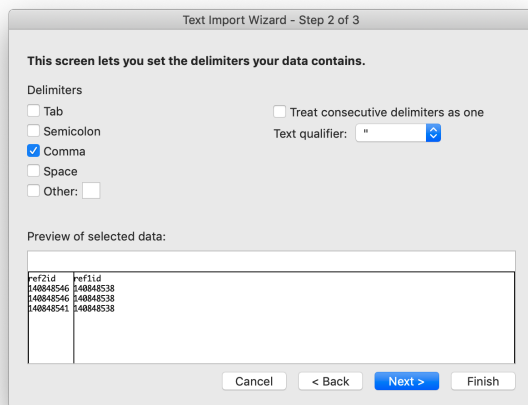 Text Import Wizard - Step 2 of 3
This screen lets you set the delimiters your data contains.
Delimiters
Tab
Semicolon
Comma
Space
Other:
Treat consecutive delimiters as one
Text qualifier: "
Preview of selected data:
ref2id ref1id
140848546 140848538
140848546 140848538
140848541 140848538
Cancel < Back Next > Finish